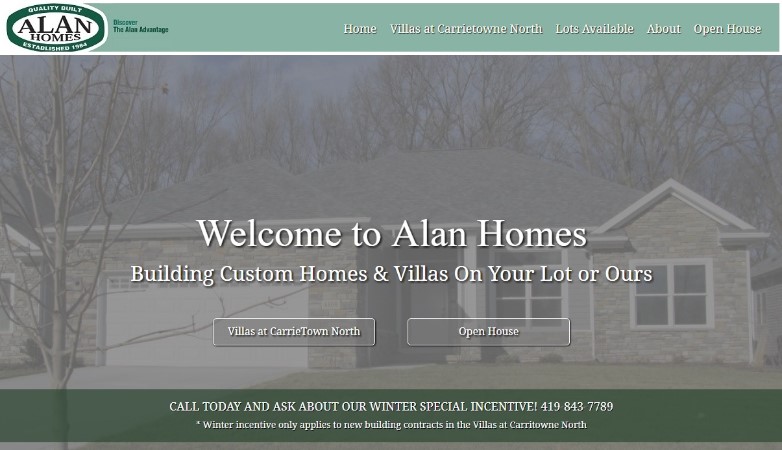 QUALITY BUILT
ALAN
HOMES
ESTABLISHED 1984
Discover
The Alan Advantage
Home Villas at Carrietowne North Lots Available About Open House
Welcome to Alan Homes
Building Custom Homes & Villas On Your Lot or Ours
Villas at CarrieTown North Open House
CALL TODAY AND ASK ABOUT OUR WINTER SPECIAL INCENTIVE! 419-843-7789
* Winter incentive only applies to new building contracts in the Villas at Carritowne North